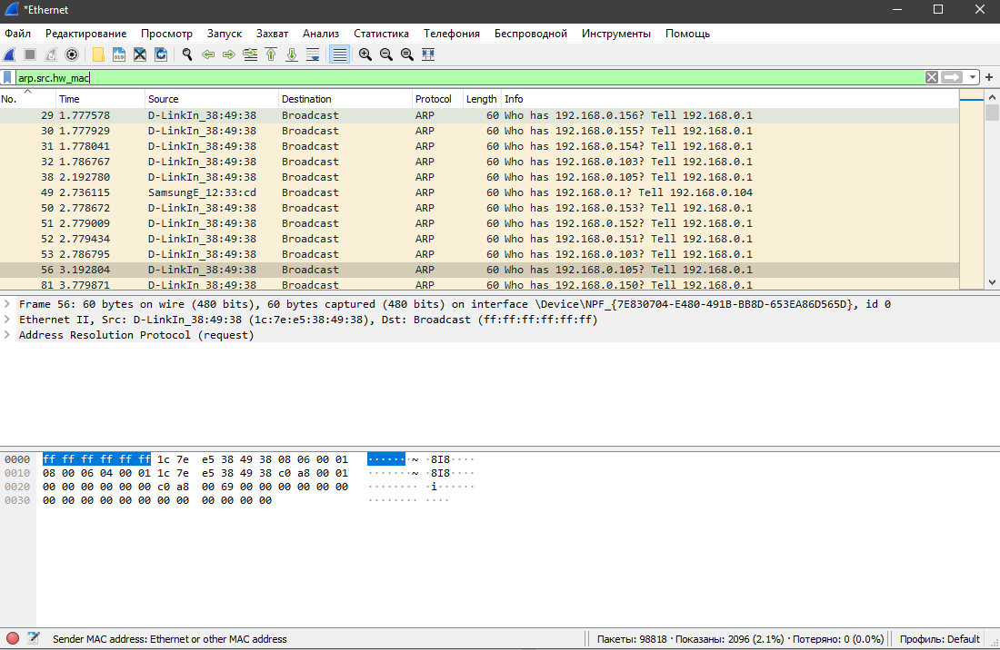 *Ethernet
Файл Редактирование Просмотр Запуск Захват Анализ Статистика Телефония Беспроводной Инструменты Помощь
arp.src.hw_mac
No. Time Source Destination Protocol Length Info
29 1.777578 D-LinkIn_38:49:38 Broadcast ARP 60 Who has 192.168.0.156? Tell 192.168.0.1
30 1.777929 D-LinkIn_38:49:38 Broadcast ARP 60 Who has 192.168.0.155? Tell 192.168.0.1
31 1.778041 D-LinkIn_38:49:38 Broadcast ARP 60 Who has 192.168.0.154? Tell 192.168.0.1
32 1.786767 D-LinkIn_38:49:38 Broadcast ARP 60 Who has 192.168.0.103? Tell 192.168.0.1
38 2.192780 D-LinkIn_38:49:38 Broadcast ARP 60 Who has 192.168.0.105? Tell 192.168.0.1
49 2.736115 SamsungE_12:33:cd Broadcast ARP 60 Who has 192.168.0.1? Tell 192.168.0.104
50 2.778672 D-LinkIn_38:49:38 Broadcast ARP 60 Who has 192.168.0.153? Tell 192.168.0.1
51 2.779009 D-LinkIn_38:49:38 Broadcast ARP 60 Who has 192.168.0.152? Tell 192.168.0.1
52 2.779434 D-LinkIn_38:49:38 Broadcast ARP 60 Who has 192.168.0.151? Tell 192.168.0.1
53 2.786795 D-LinkIn_38:49:38 Broadcast ARP 60 Who has 192.168.0.103? Tell 192.168.0.1
56 3.192804 D-LinkIn_38:49:38 Broadcast ARP 60 Who has 192.168.0.105? Tell 192.168.0.1
81 3.779871 D-LinkIn_38:49:38 Broadcast ARP 60 Who has 192.168.0.150? Tell 192.168.0.1
Frame 56: 60 bytes on wire (480 bits), 60 bytes captured (480 bits) on interface \Device\NPF_{7E830704-E480-491B-BB8D-653EA86D565D}, id 0
Ethernet II, Src: D-LinkIn_38:49:38 (1c:7e:e5:38:49:38), Dst: Broadcast (ff:ff:ff:ff:ff:ff)
Address Resolution Protocol (request)
0000 ff ff ff ff ff ff 1c 7e e5 38 49 38 08 06 00 01 ·······~ ·8I8····
0010 08 00 06 04 00 01 1c 7e e5 38 49 38 c0 a8 00 01 ·······~ ·8I8····
0020 00 00 00 00 00 00 c0 a8 00 69 00 00 00 00 00 00 ········ ·i······
0030 00 00 00 00 00 00 00 00 00 00 00 00 ········ ····
Sender MAC address: Ethernet or other MAC address Пакеты: 98818 · Показаны: 2096 (2.1%) · Потеряно: 0 (0.0%) Профиль: Default